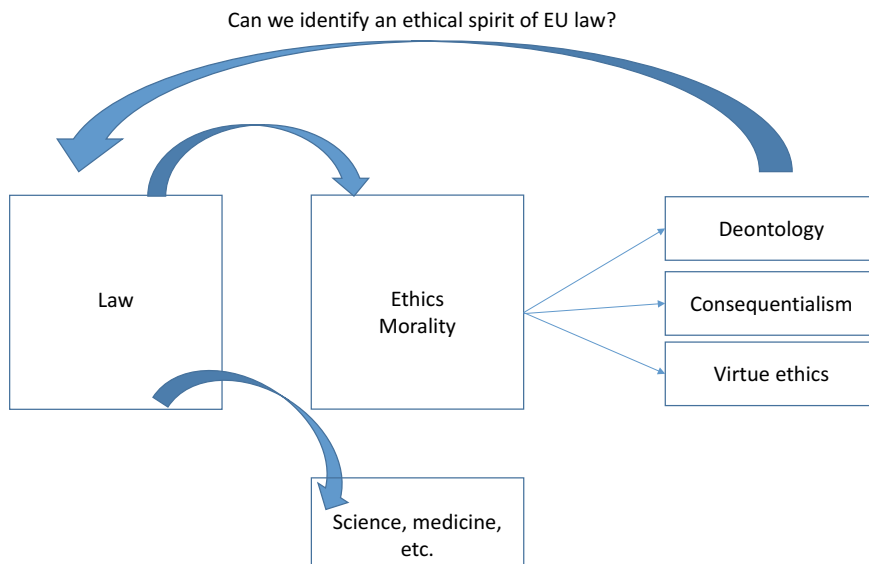 Can we identify an ethical spirit of EU law?
Law
Ethics
Morality
Deontology
Consequentialism
Virtue ethics
Science, medicine,
etc.